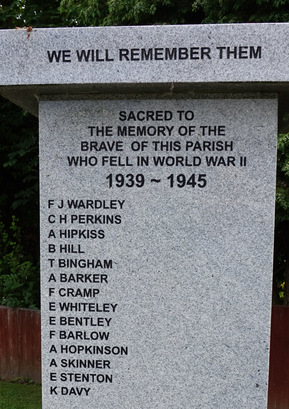 WE WILL REMEMBER THEM
SACRED TO
THE MEMORY OF THE
BRAVE OF THIS PARISH
WHO FELL IN WORLD WAR II
1939 ~ 1945
F J WARDLEY
C H PERKINS
A HIPKISS
B HILL
T BINGHAM
A BARKER
F CRAMP
E WHITELEY
E BENTLEY
F BARLOW
A HOPKINSON
A SKINNER
E STENTON
K DAVY